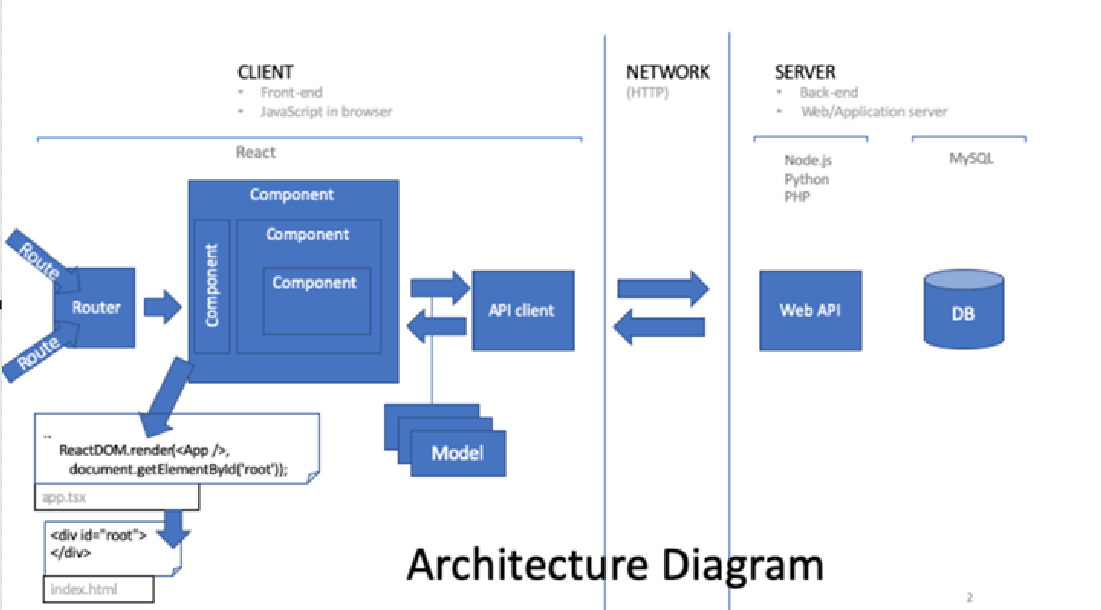 CLIENT
• Front-end
• JavaScript in browser
NETWORK
(HTTP)
SERVER
• Back-end
• Web/Application server
React
Node.js
Python
PHP
MySQL
Route
Route
Router
Component
Component
Component
Component
API client
Web API
DB
Model
..
ReactDOM.render(<App />,
document.getElementById('root'));
app.tsx
<div id="root">
</div>
index.html
Architecture Diagram
2